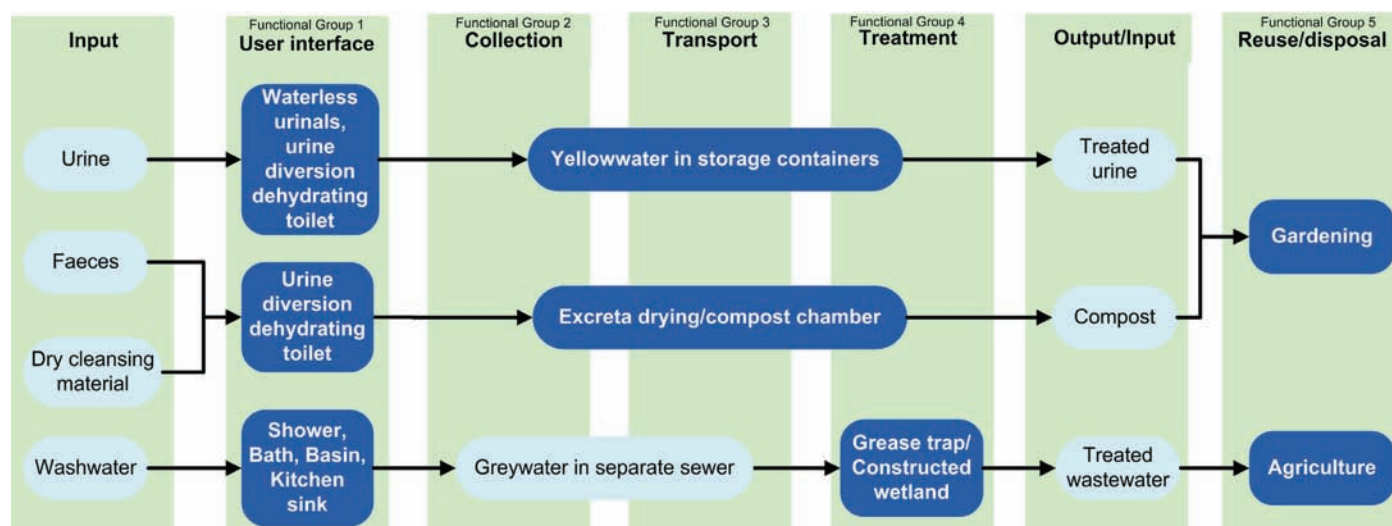 Input
Functional Group 1
User interface
Functional Group 2
Collection
Functional Group 3
Transport
Functional Group 4
Treatment
Output/Input
Functional Group 5
Reuse/disposal
Urine
Waterless
urinals,
urine
diversion
dehydrating
toilet
Yellowwater in storage containers
Treated
urine
Gardening
Faeces
Dry cleansing
material
Urine
diversion
dehydrating
toilet
Excreta drying/compost chamber
Compost
Washwater
Shower,
Bath, Basin,
Kitchen
sink
Greywater in separate sewer
Grease trap/
Constructed
wetland
Treated
wastewater
Agriculture